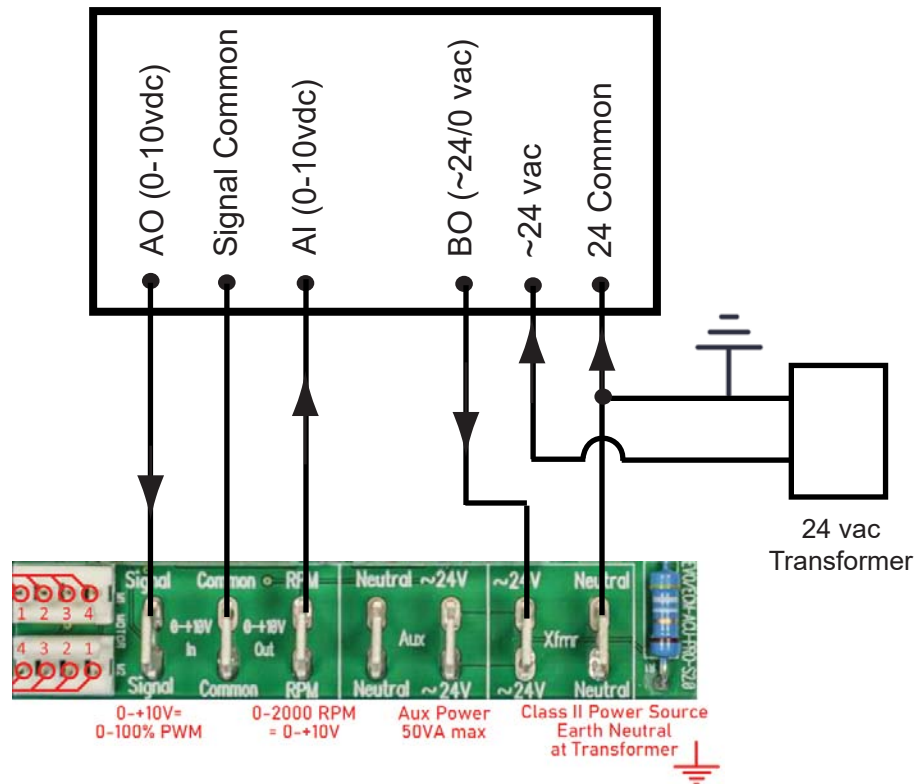 AO (0-10vdc)
Signal Common
AI (0-10vdc)
BO (~24/0 vac)
~24 vac
24 Common
24 vac
Transformer
Signal Common RPM Neutral ~24V ~24V Neutral
1 2 3 4
MOTOR
M1
0-+10V
In
0-+10V
Out
Aux
Xfmr
4 3 2 1
M2
Signal Common RPM Neutral ~24V ~24V Neutral
0-+10V=
0-100% PWM
0-2000 RPM
= 0-+10V
Aux Power
50VA max
Class II Power Source
Earth Neutral
at Transformer